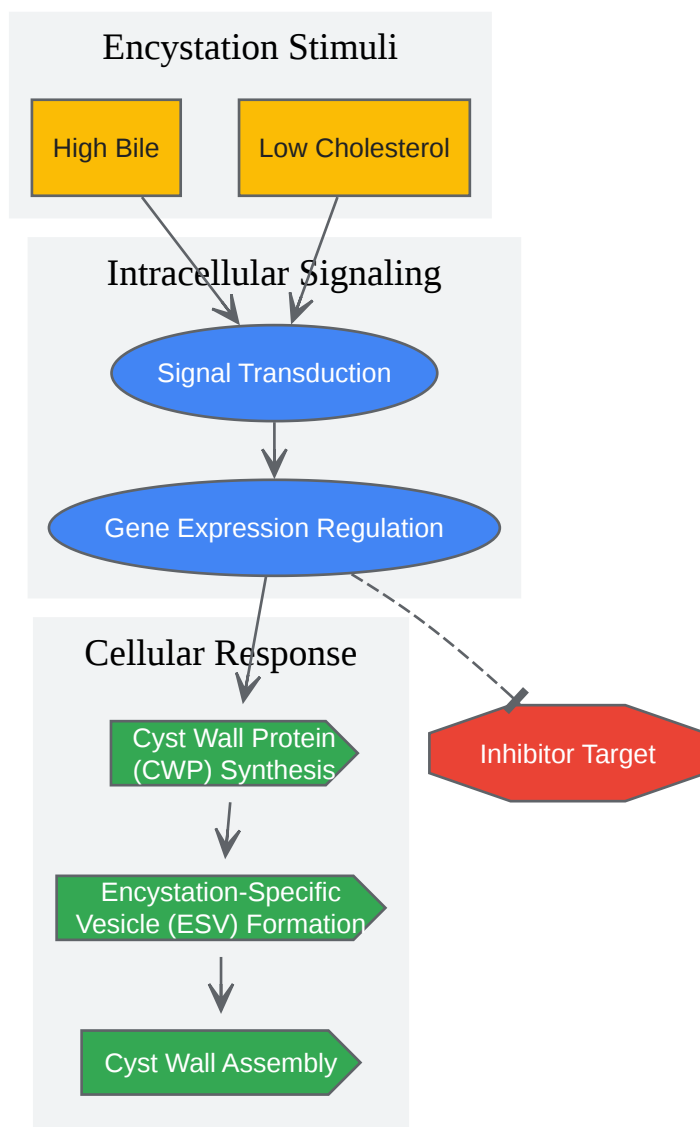 Encystation Stimuli
High Bile
Low Cholesterol
Intracellular Signaling
Signal Transduction
Gene Expression Regulation
Cellular Response
Cyst Wall Protein
(CWP) Synthesis
Inhibitor Target
Encystation-Specific
Vesicle (ESV) Formation
Cyst Wall Assembly